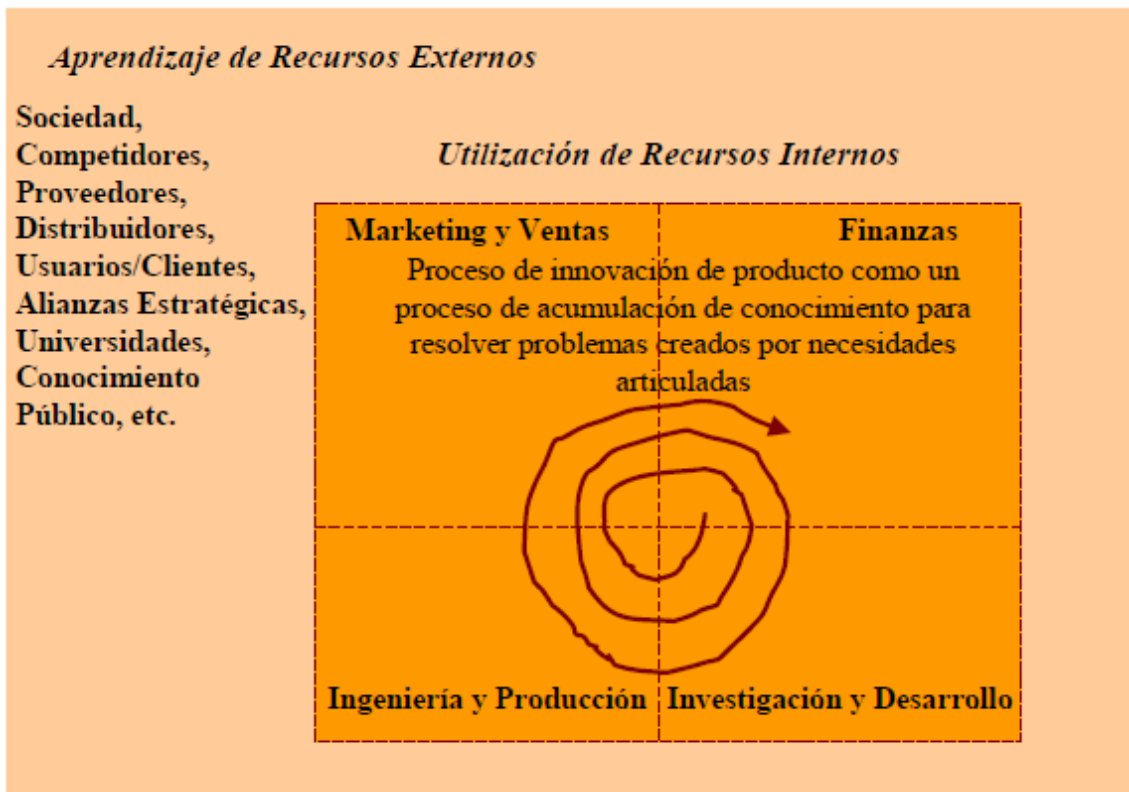 Aprendizaje de Recursos Externos
Sociedad,
Competidores,
Proveedores,
Distribuidores,
Usuarios/Clientes,
Alianzas Estratégicas,
Universidades,
Conocimiento
Público, etc.
Utilización de Recursos Internos
Marketing y Ventas
Finanzas
Proceso de innovación de producto como un
proceso de acumulación de conocimiento para
resolver problemas creados por necesidades
articuladas
Ingeniería y Producción
Investigación y Desarrollo